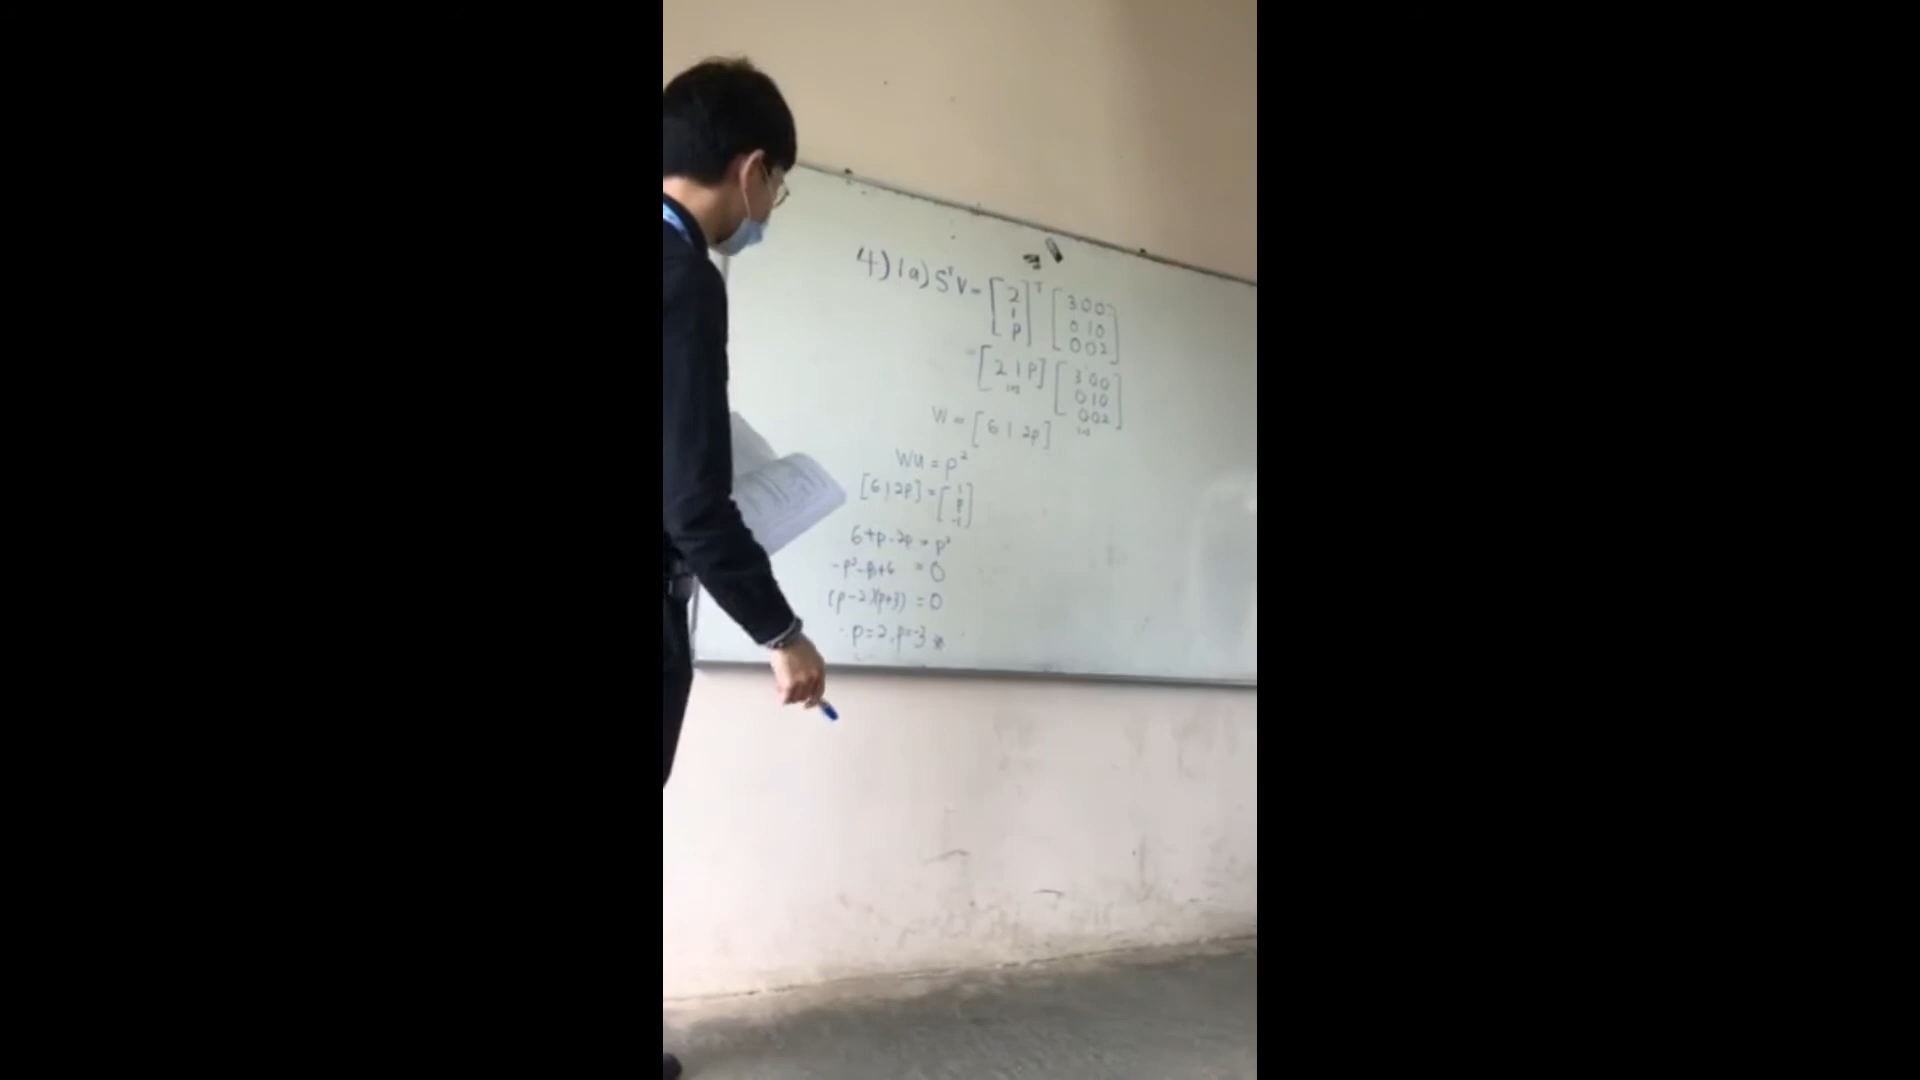 4) (a) SᵀV = [2 1 p]ᵀ [3 0 0 0 1 0 0 0 2]
= [2 1 p] [3 0 0 0 1 0 0 0 2]
W = [6 1 2p]
WU = p²
[6 1 2p] = [1 p -1]
6+p-2p = p²
-p²-p+6 = 0
(p-2)(p+3) = 0
∴ p=2, p=-3